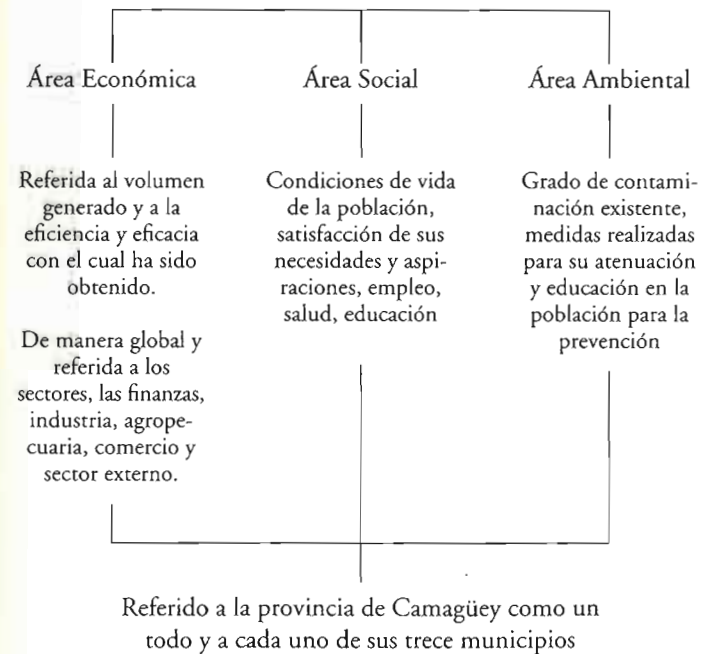 Área Económica
Referida al volumen
generado y a la
eficiencia y eficacia
con el cual ha sido
obtenido.
De manera global y
referida a los
sectores, las finanzas,
industria, agrope-
cuaria, comercio y
sector externo.
Área Social
Condiciones de vida
de la población,
satisfacción de sus
necesidades y aspi-
raciones, empleo,
salud, educación
Área Ambiental
Grado de contami-
nación existente,
medidas realizadas
para su atenuación
y educación en la
población para la
prevención
Referido a la provincia de Camagüey como un
todo y a cada uno de sus trece municipios